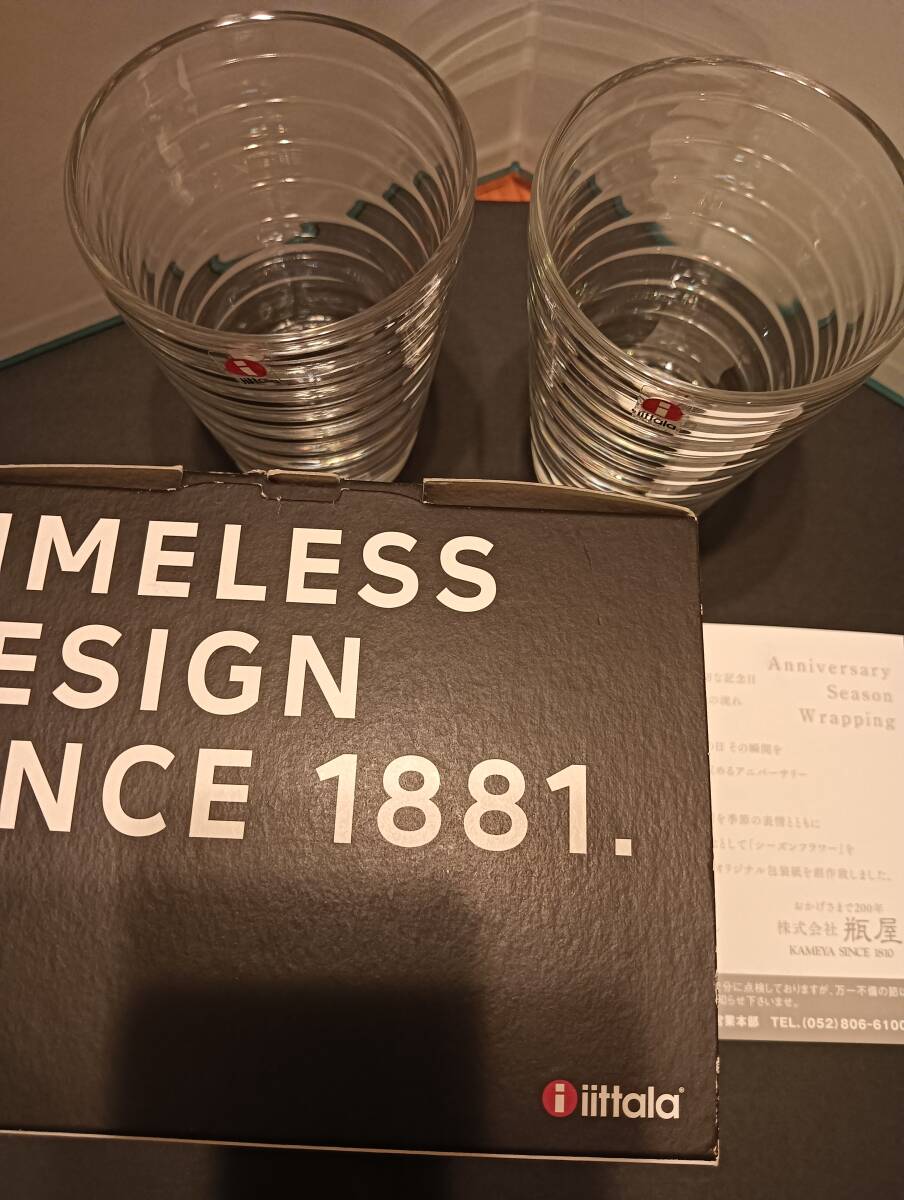 iittala
iittala
IMELESS
ESIGN
NCE 1881.
iittala
Anniversary
Season
Wrapping
な記念日
の流れ
日 その瞬間を
めるアニバーサリー
を季節の表情とともに
として「シーズンフラワー」を
オリジナル包装紙を創作致しました。
おかげさまで200年
株式会社 瓶屋
KAMEYA SINCE 1810
分に点検しておりますが、万一不備の節は
知らせ下さいませ。
営業本部 TEL.(052)806-6100